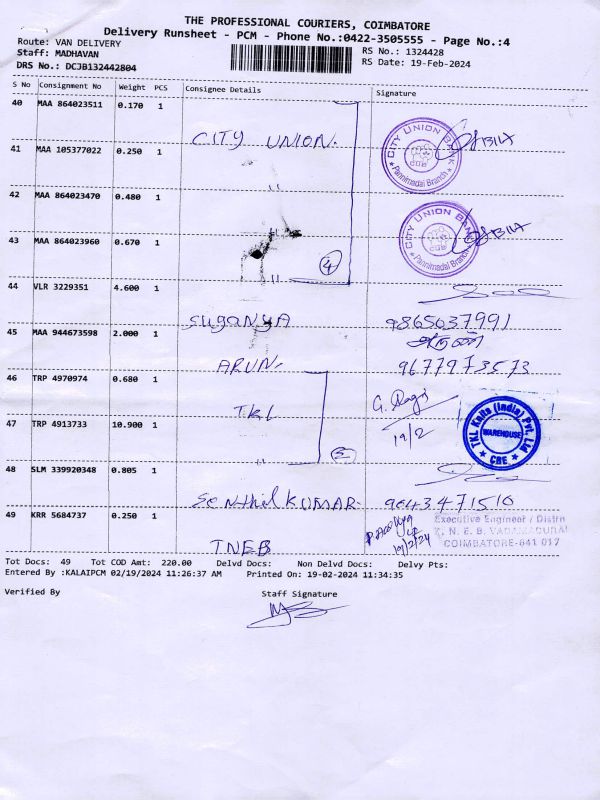 THE PROFESSIONAL COURIERS, COIMBATORE
Delivery Runsheet - PCM - Phone No.:0422-3505555 - Page No.:4
Route: VAN DELIVERY
RS No.: 1324428
Staff: MADHAVAN
RS Date: 19-Feb-2024
DRS No.: DCJB132442804
S No Consignment No Weight PCS Consignee Details Signature
40 MAA 864023511 0.170 1
CITY UNION.
CITY UNION BANK
Pannimadai Branch
41 MAA 105377022 0.250 1
"
42 MAA 864023470 0.480 1
"
CITY UNION BANK
Pannimadai Branch
43 MAA 864023960 0.670 1
" 4
44 VLR 3229351 4.600 1
Suganya 9865037991
45 MAA 944673598 2.000 1
அருண்
ARUN. 9677973573
46 TRP 4970974 0.680 1
TKL
19/2
TKL Knits (India) Pvt. Ltd
WAREHOUSE
CBE
47 TRP 4913733 10.900 1
" 2
48 SLM 339920348 0.805 1
Senthil KUMAR 9043471510
49 KRR 5684737 0.250 1
TNEB
19/2/24
Executive Engineer / Distrn
T. N. E. B. VADAMADURAI
COIMBATORE-641 017
Tot Docs: 49 Tot COD Amt: 220.00 Delvd Docs: Non Delvd Docs: Delvy Pts:
Entered By :KALAIPCM 02/19/2024 11:26:37 AM Printed On: 19-02-2024 11:34:35
Verified By Staff Signature